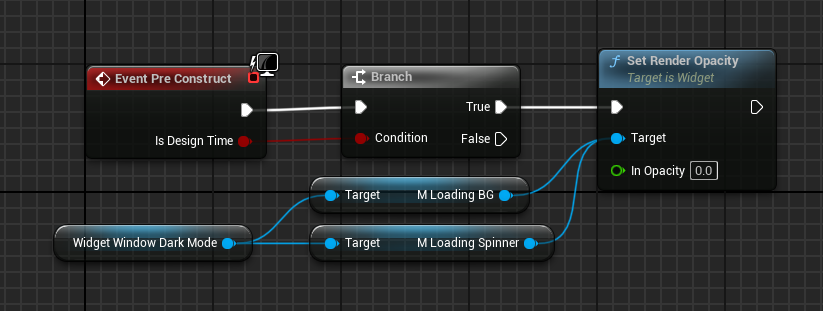 Event Pre Construct
Is Design Time
Branch
True
Condition
False
Set Render Opacity
Target is Widget
Target
In Opacity 0.0
Target M Loading BG
Widget Window Dark Mode
Target M Loading Spinner